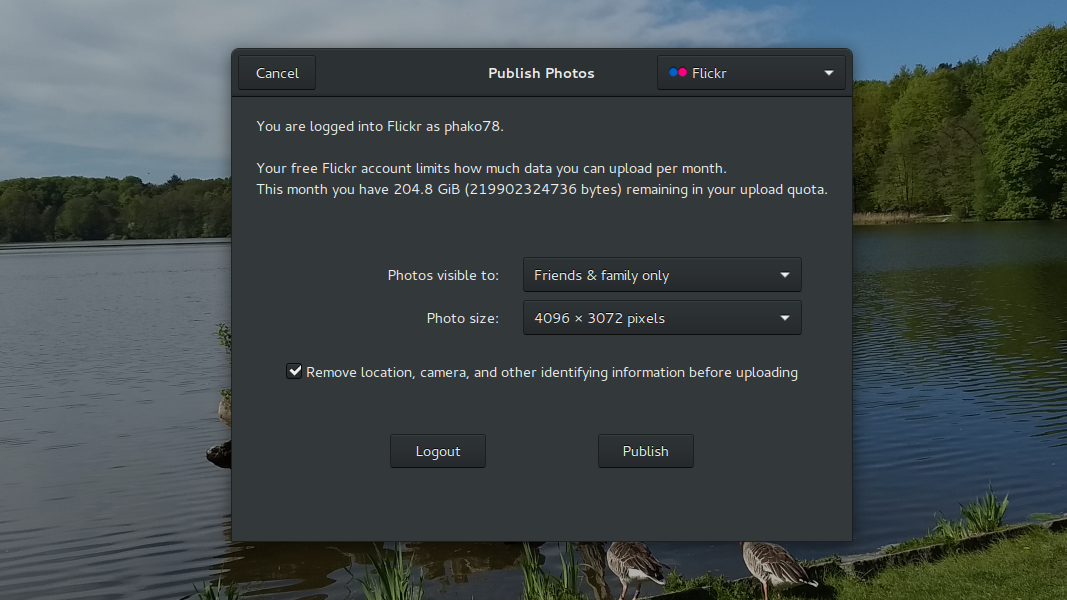 Cancel
Publish Photos
Flickr
You are logged into Flickr as phako78.
Your free Flickr account limits how much data you can upload per month.
This month you have 204.8 GiB (219902324736 bytes) remaining in your upload quota.
Photos visible to:
Friends & family only
Photo size:
4096 × 3072 pixels
Remove location, camera, and other identifying information before uploading
Logout
Publish